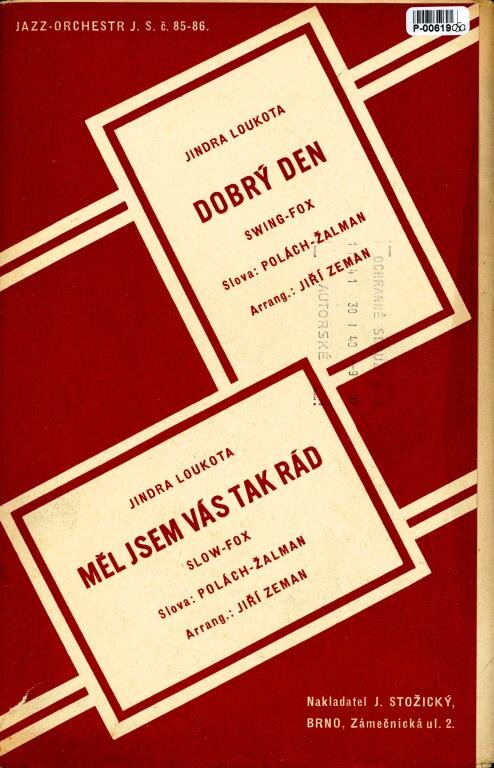 JAZZ-ORCHESTR J. S. č. 85-86.
JINDRA LOUKOTA
DOBRÝ DEN
SWING-FOX
Slova: POLÁCH-ŽALMAN
Arrang.: JIŘÍ ZEMAN
OCHRANNÉ
AUTORSKÉ
JINDRA LOUKOTA
MĚL JSEM VÁS TAK RÁD
SLOW-FOX
Slova: POLÁCH-ŽALMAN
Arrang.: JIŘÍ ZEMAN
Nakladatel J. STOŽICKÝ,
BRNO, Zámečnická ul. 2.